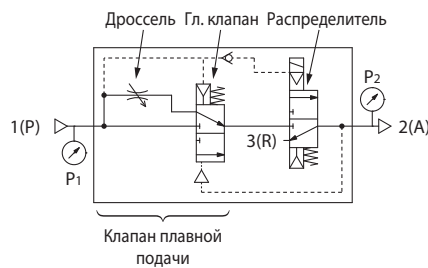 Дроссель Гл. клапан Распределитель
P2
1(P)
3(R)
2(A)
P1
Клапан плавной
подачи